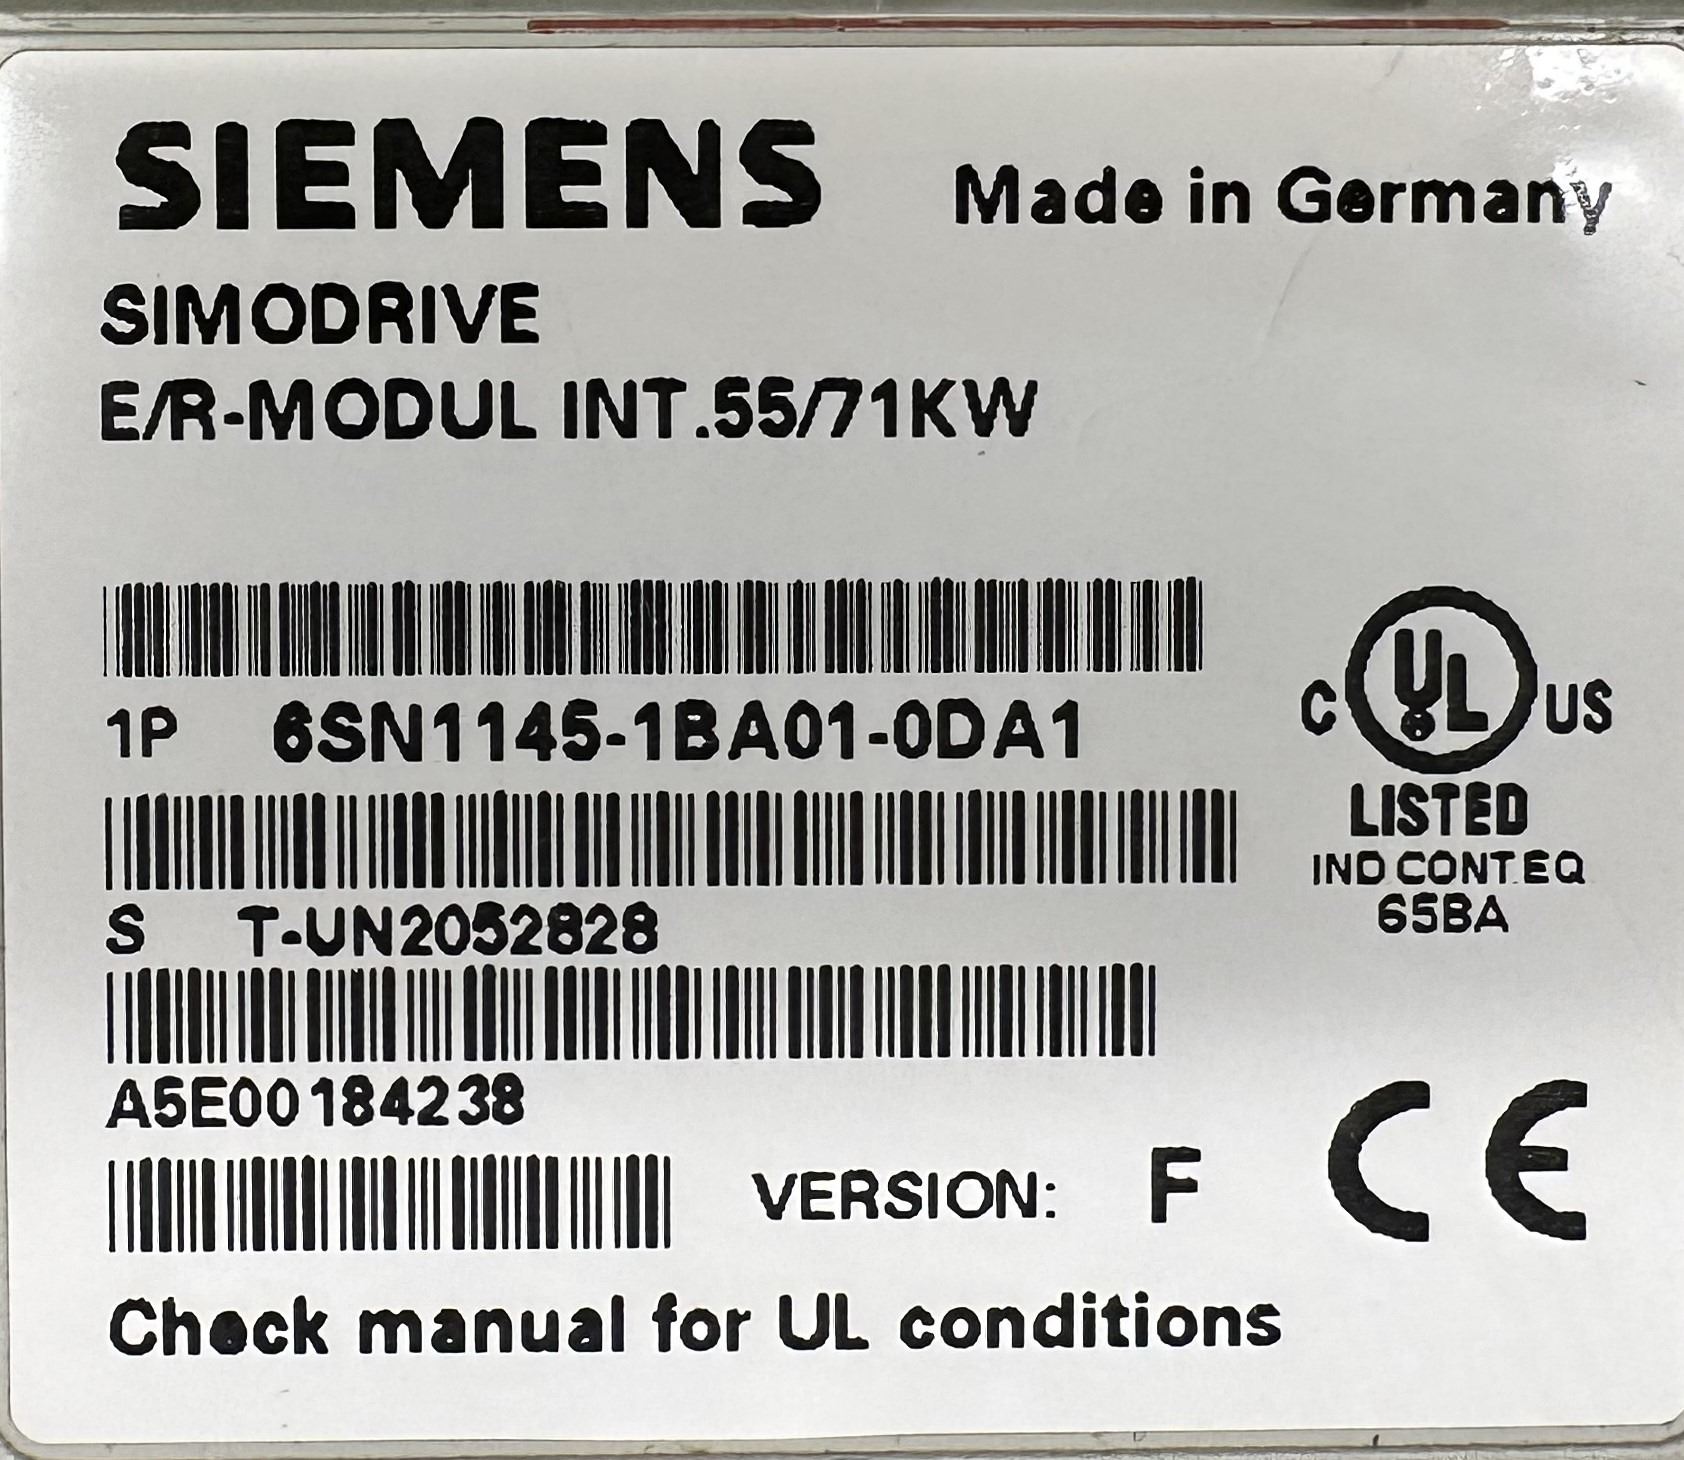 SIEMENS
Made in Germany
SIMODRIVE
E/R-MODUL INT.55/71KW
1P 6SN1145-1BA01-0DA1
C UL US
LISTED
IND.CONT.EQ
65BA
S T-UN2052828
A5E00184238
VERSION: F
CE
Check manual for UL conditions